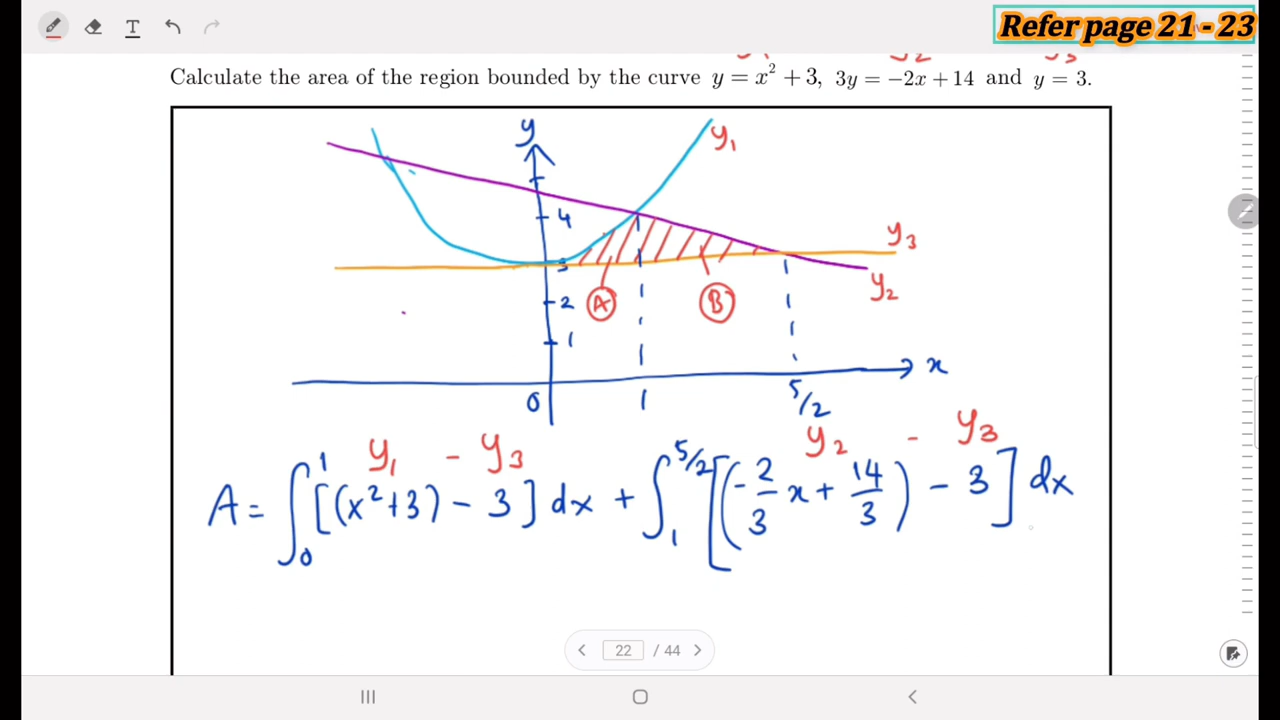 T
Refer page 21 - 23
Calculate the area of the region bounded by the curve y = x² + 3, 3y = −2x + 14 and y = 3.
y
y₁
4
y₃
3
y₂
A
2
B
1
x
0
1
5/2
y₁ - y₃
y₂ - y₃
A = ∫₀¹ [(x²+3) − 3] dx + ∫₁^5/2 [(−2/3 x + 14/3) − 3] dx
22 / 44